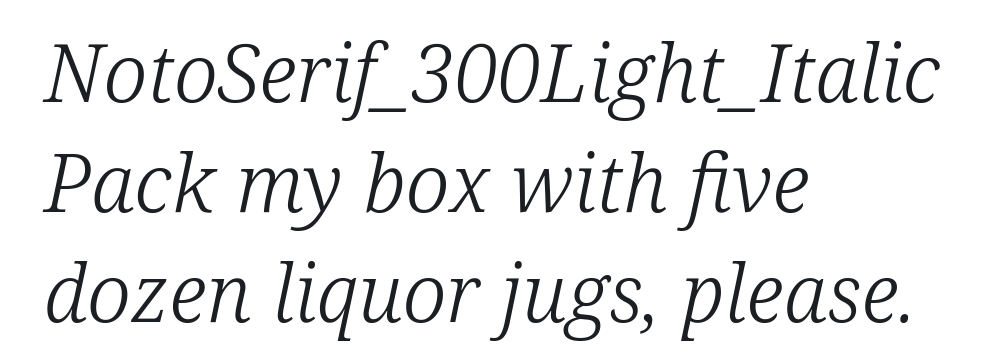 NotoSerif_300Light_Italic
Pack my box with five
dozen liquor jugs, please.